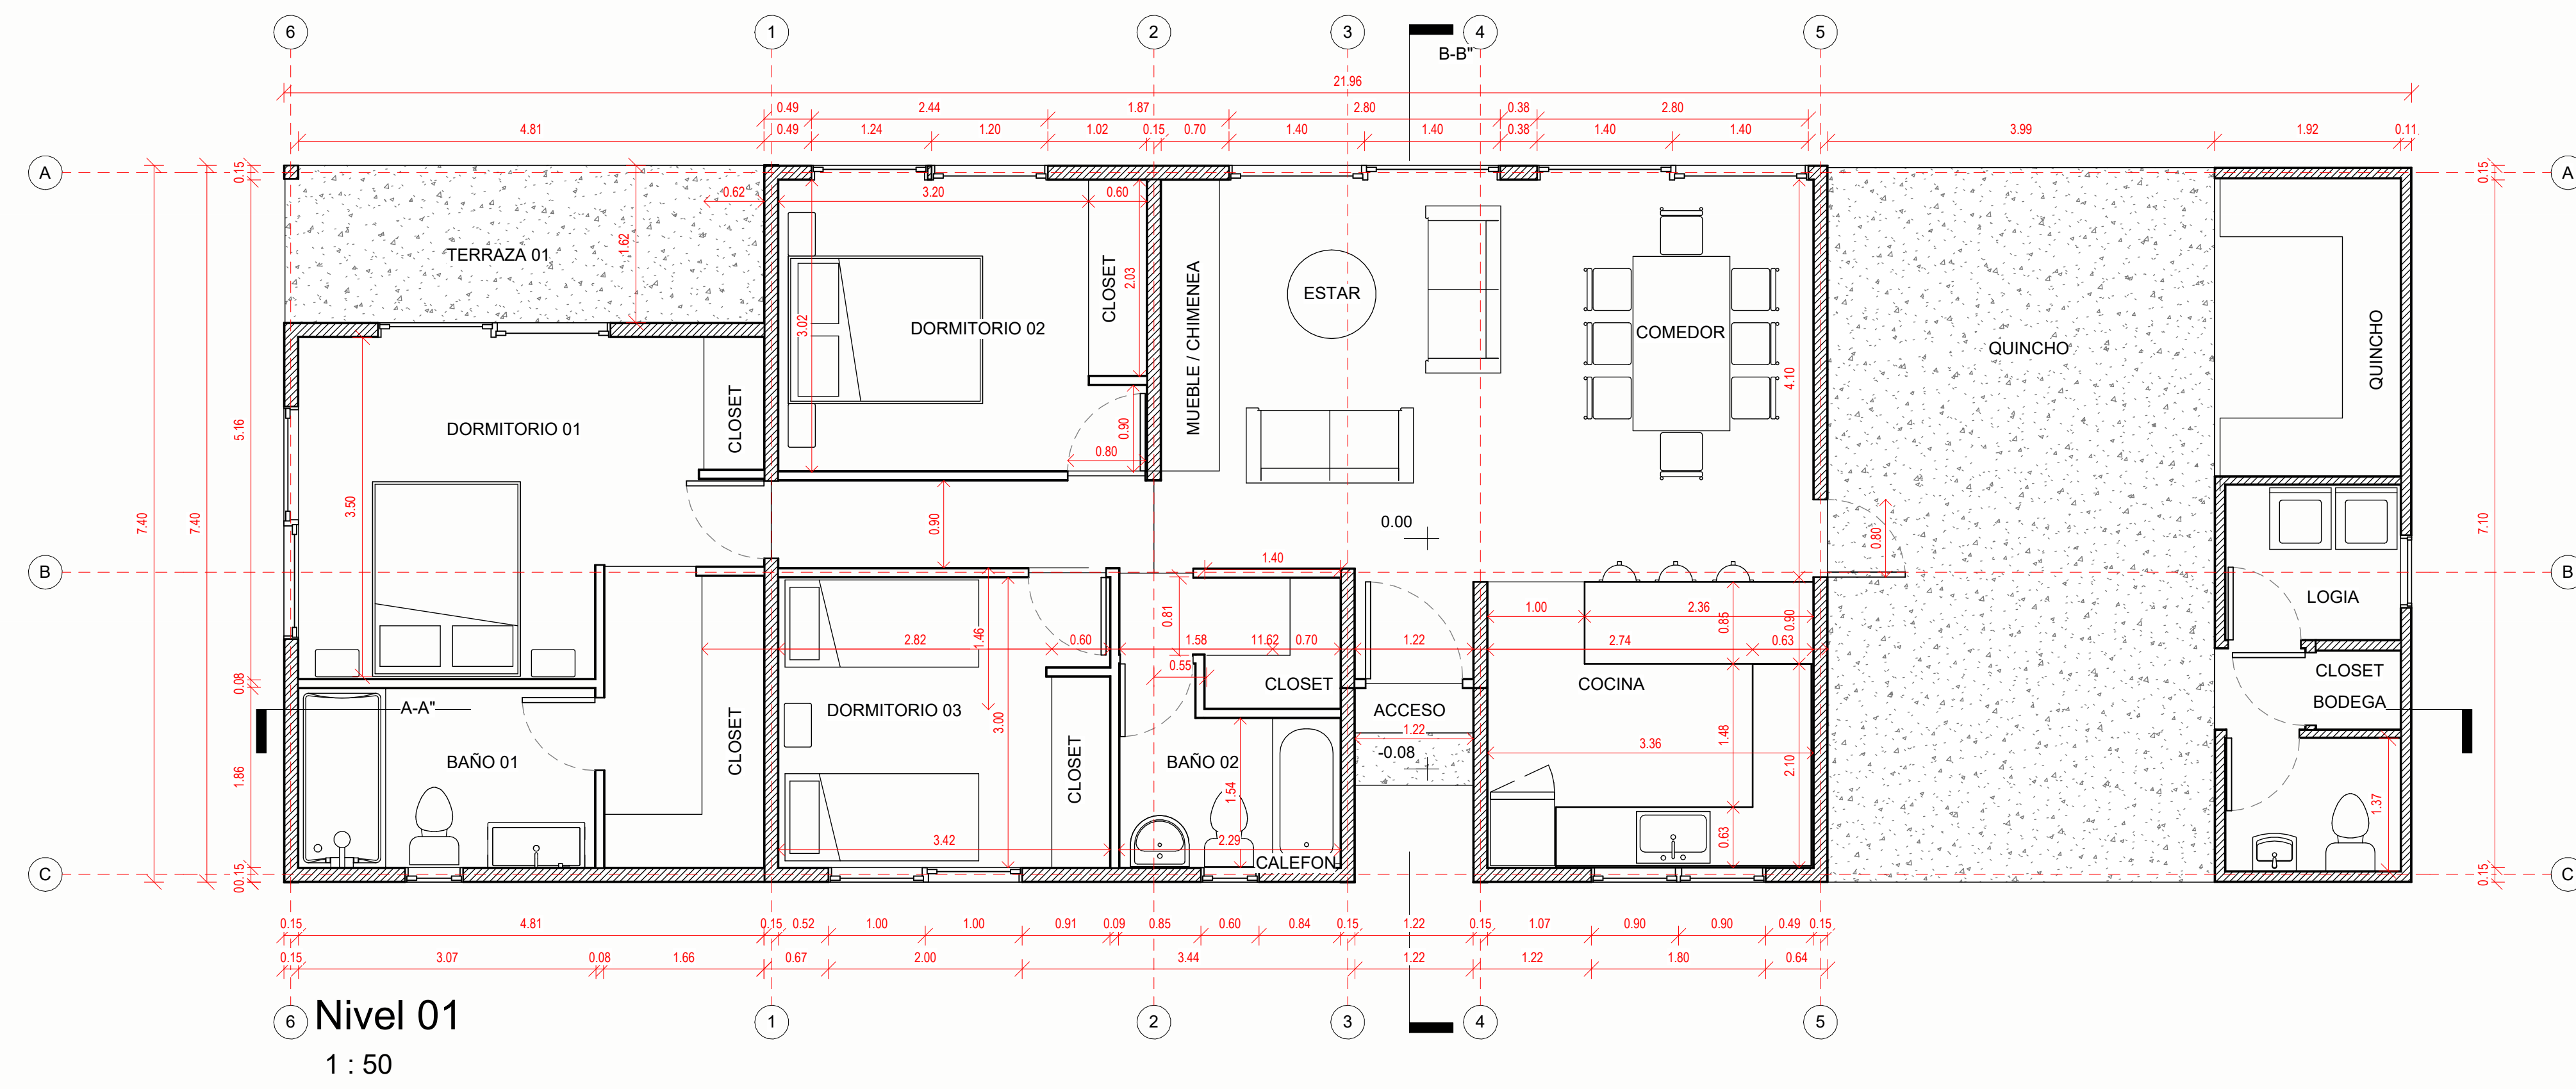 6 1 2 3 4 5
B-B"
21.96
0.49 2.44 1.87 2.80 0.38 2.80
4.81 0.49 1.24 1.20 1.02 0.15 0.70 1.40 1.40 0.38 1.40 1.40 3.99 1.92 0.11
A 0.15 0.15 A
0.62 3.20 0.60
1.62
TERRAZA 01
CLOSET
2.03
MUEBLE / CHIMENEA
ESTAR
3.02
DORMITORIO 02
COMEDOR
QUINCHO
QUINCHO
4.10
CLOSET
DORMITORIO 01
5.16
0.90
0.80
3.50
7.40
7.40
0.90
0.00
0.80
7.10
1.40
B B
LOGIA
1.00 2.36
0.81
0.85
0.90
2.82 1.46 0.60 1.58 11.62 0.70 1.22 2.74 0.63
0.55
CLOSET
COCINA
CLOSET
BODEGA
0.08
A-A"
DORMITORIO 03
3.00
ACCESO
1.22
-0.08
3.36
1.48
2.10
CLOSET
CLOSET
BAÑO 01
BAÑO 02
1.86
1.54
1.37
3.42 2.29
0.63
CALEFON
C 00.15 0.15 C
0.15 4.81 0.15 0.52 1.00 1.00 0.91 0.09 0.85 0.60 0.84 0.15 1.22 0.15 1.07 0.90 0.90 0.49 0.15
0.15 3.07 0.08 1.66 0.67 2.00 3.44 1.22 1.22 1.80 0.64
6 1 2 3 4 5
Nivel 01
1 : 50